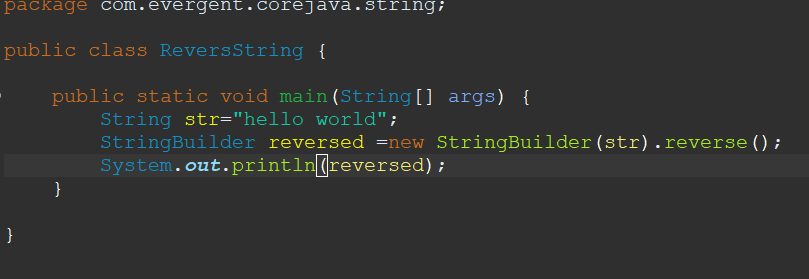 package com.evergent.corejava.string;
public class ReversString {
public static void main(String[] args) {
String str="hello world";
StringBuilder reversed =new StringBuilder(str).reverse();
System.out.println(reversed);
}
}